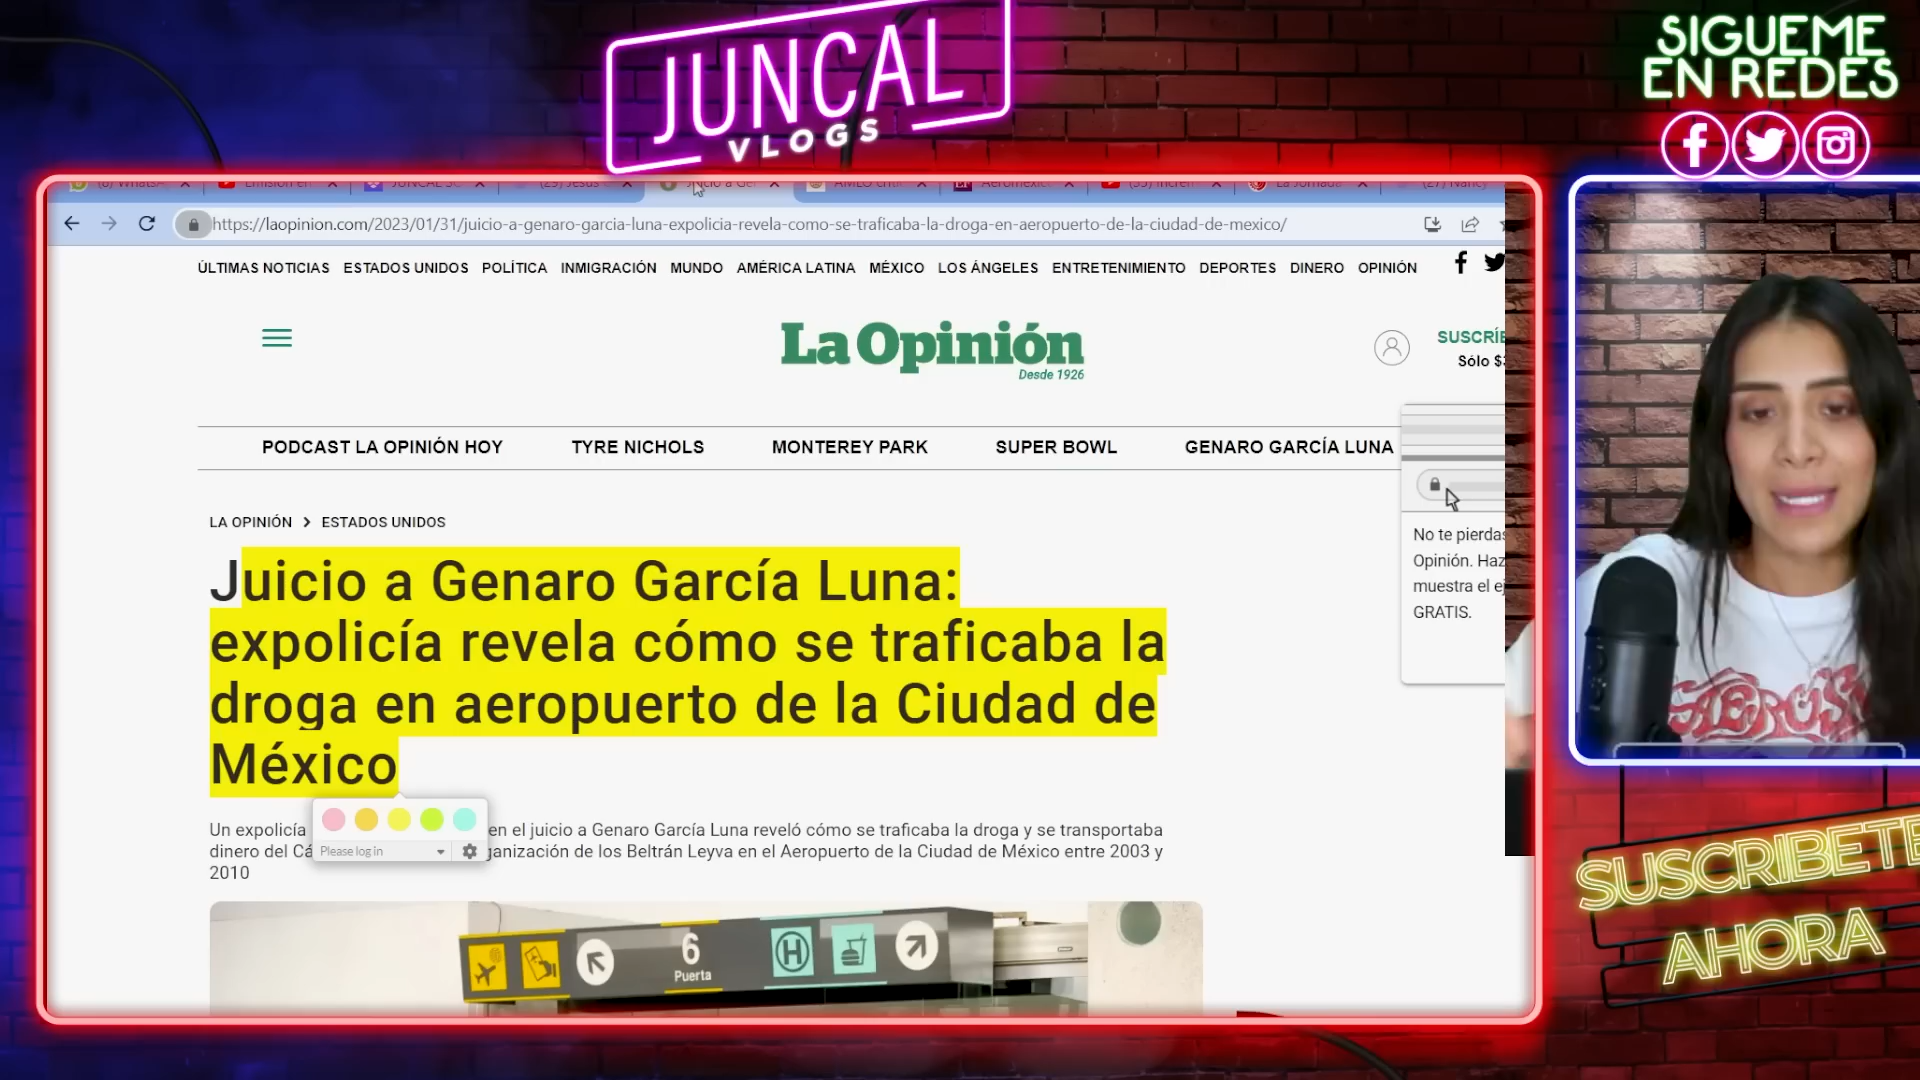 JUNCAL
VLOGS
SIGUEME
EN REDES
https://laopinion.com/2023/01/31/juicio-a-genaro-garcia-luna-expolicia-revela-como-se-traficaba-la-droga-en-aeropuerto-de-la-ciudad-de-mexico/
ÚLTIMAS NOTICIAS ESTADOS UNIDOS POLÍTICA INMIGRACIÓN MUNDO AMÉRICA LATINA MÉXICO LOS ÁNGELES ENTRETENIMIENTO DEPORTES DINERO OPINIÓN
La Opinión
Desde 1926
SUSCRÍB
Sólo $
PODCAST LA OPINIÓN HOY TYRE NICHOLS MONTEREY PARK SUPER BOWL GENARO GARCÍA LUNA
No te pierdas
Opinión. Haz
muestra el ej
GRATIS.
LA OPINIÓN > ESTADOS UNIDOS
Juicio a Genaro García Luna:
expolicía revela cómo se traficaba la
droga en aeropuerto de la Ciudad de
México
Please log in
Un expolicía en el juicio a Genaro García Luna reveló cómo se traficaba la droga y se transportaba
dinero del Cá ganización de los Beltrán Leyva en el Aeropuerto de la Ciudad de México entre 2003 y
2010
6
Puerta
H
SUSCRIBETE
AHORA